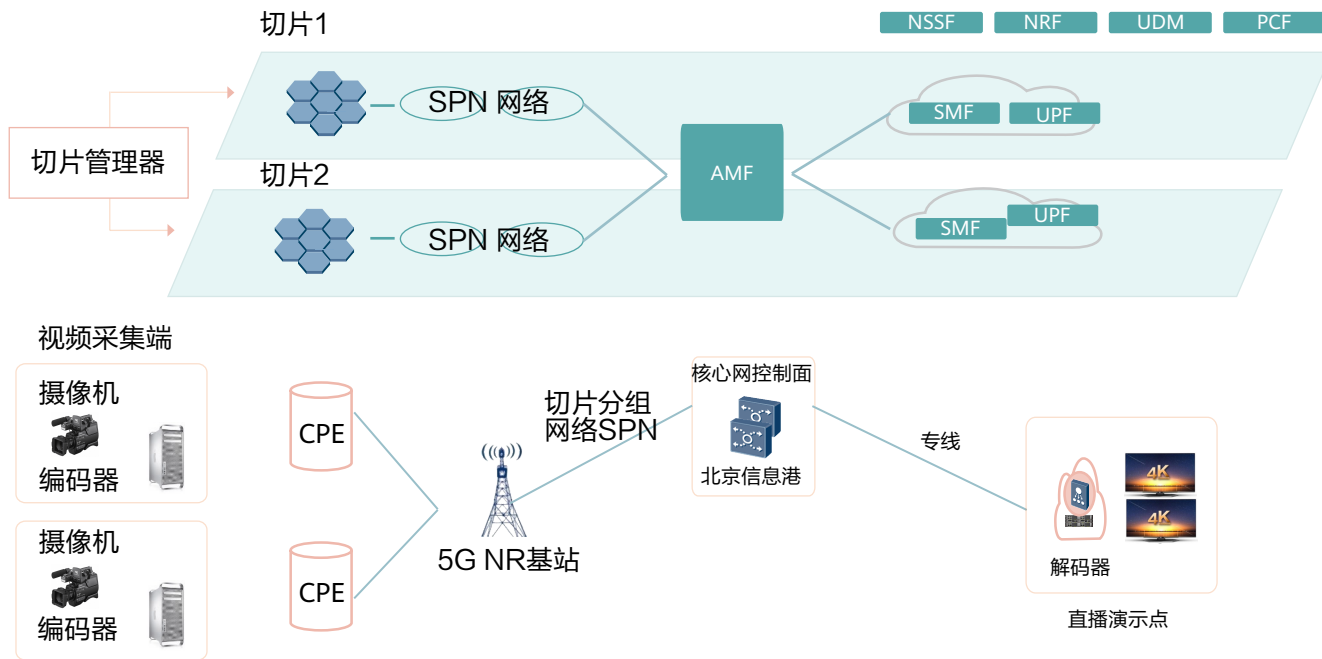 切片1
NSSF
NRF
UDM
PCF
SPN 网络
SMF
UPF
切片管理器
AMF
切片2
SPN 网络
SMF
UPF
视频采集端
摄像机
编码器
摄像机
编码器
CPE
CPE
切片分组
网络SPN
5G NR基站
核心网控制面
北京信息港
专线
4K
4K
解码器
直播演示点